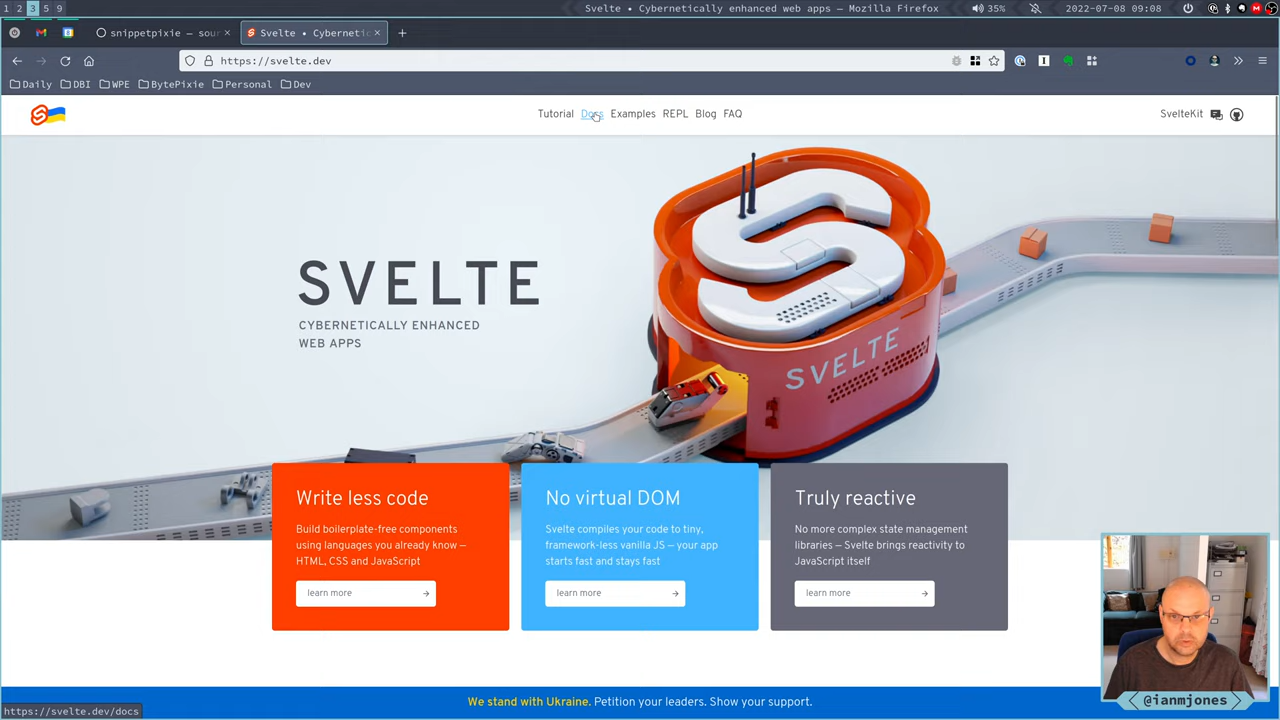 1 2 3 5 9
Svelte • Cybernetically enhanced web apps — Mozilla Firefox
35%
2022-07-08 09:08
snippetpixie — sour
Svelte • Cybernetic
https://svelte.dev
Daily
DBI
WPE
BytePixie
Personal
Dev
Tutorial
Docs
Examples
REPL
Blog
FAQ
SvelteKit
SVELTE
CYBERNETICALLY ENHANCED
WEB APPS
SVELTE
Write less code
Build boilerplate-free components
using languages you already know —
HTML, CSS and JavaScript
learn more
No virtual DOM
Svelte compiles your code to tiny,
framework-less vanilla JS — your app
starts fast and stays fast
learn more
Truly reactive
No more complex state management
libraries — Svelte brings reactivity to
JavaScript itself
learn more
We stand with Ukraine. Petition your leaders. Show your support.
https://svelte.dev/docs
@ianmjones